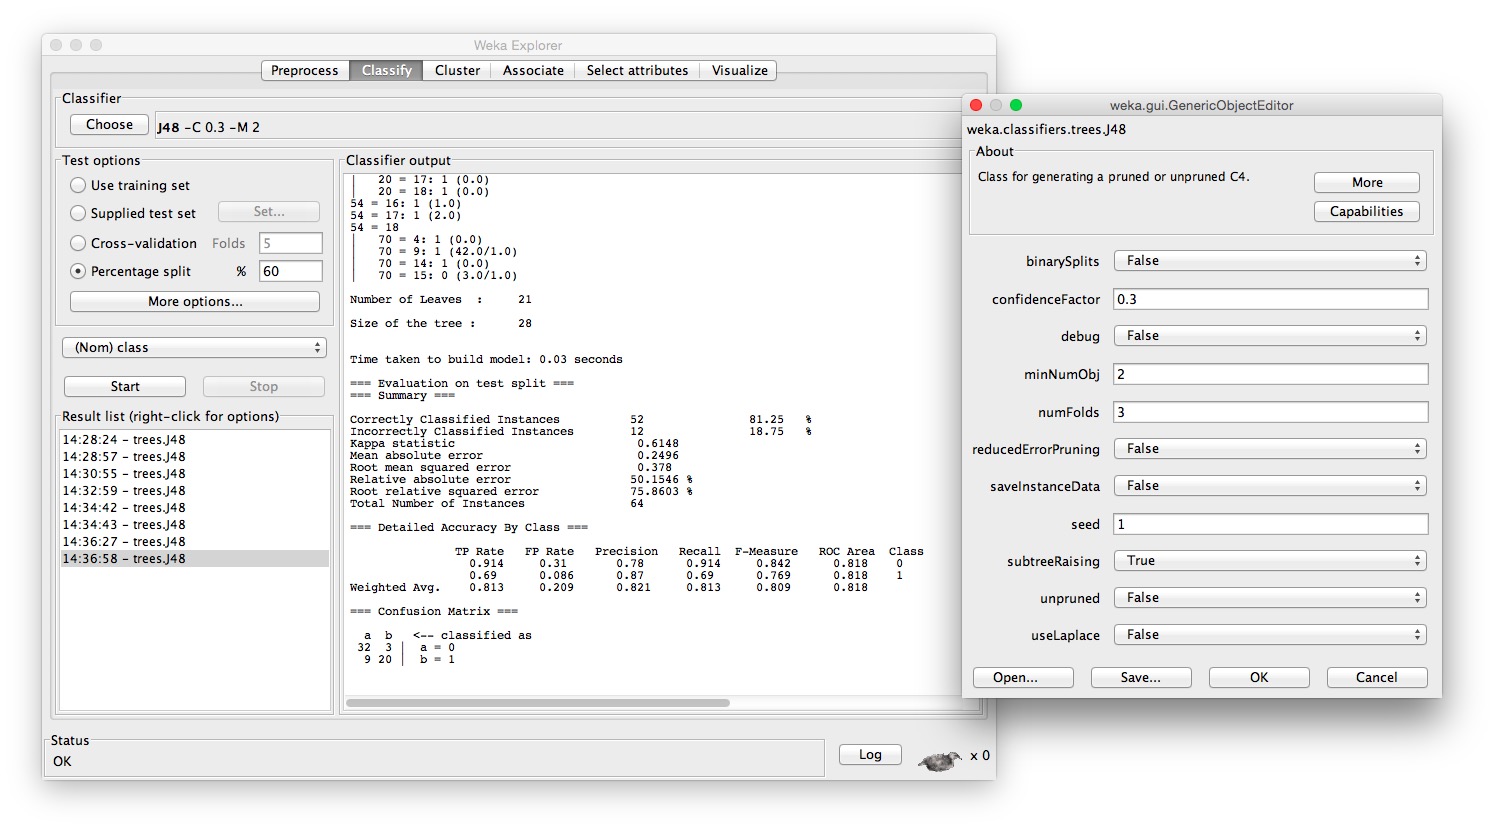 Weka Explorer
Preprocess Classify Cluster Associate Select attributes Visualize
Classifier
Choose J48 -C 0.3 -M 2
Test options
Use training set
Supplied test set Set...
Cross-validation Folds 5
Percentage split % 60
More options...
(Nom) class
Start Stop
Result list (right-click for options)
14:28:24 - trees.J48
14:28:57 - trees.J48
14:30:55 - trees.J48
14:32:59 - trees.J48
14:34:42 - trees.J48
14:34:43 - trees.J48
14:36:27 - trees.J48
14:36:58 - trees.J48
Classifier output
|   20 = 17: 1 (0.0)
|   20 = 18: 1 (0.0)
54 = 16: 1 (1.0)
54 = 17: 1 (2.0)
54 = 18
|   70 = 4: 1 (0.0)
|   70 = 9: 1 (42.0/1.0)
|   70 = 14: 1 (0.0)
|   70 = 15: 0 (3.0/1.0)
Number of Leaves  : 21
Size of the tree : 28
Time taken to build model: 0.03 seconds
=== Evaluation on test split ===
=== Summary ===
Correctly Classified Instances 52 81.25 %
Incorrectly Classified Instances 12 18.75 %
Kappa statistic 0.6148
Mean absolute error 0.2496
Root mean squared error 0.378
Relative absolute error 50.1546 %
Root relative squared error 75.8603 %
Total Number of Instances 64
=== Detailed Accuracy By Class ===
TP Rate FP Rate Precision Recall F-Measure ROC Area Class
0.914 0.31 0.78 0.914 0.842 0.818 0
0.69 0.086 0.87 0.69 0.769 0.818 1
Weighted Avg. 0.813 0.209 0.821 0.813 0.809 0.818
=== Confusion Matrix ===
a b <-- classified as
32 3 | a = 0
9 20 | b = 1
Status
OK
Log x 0
weka.gui.GenericObjectEditor
weka.classifiers.trees.J48
About
Class for generating a pruned or unpruned C4.
More
Capabilities
binarySplits False
confidenceFactor 0.3
debug False
minNumObj 2
numFolds 3
reducedErrorPruning False
saveInstanceData False
seed 1
subtreeRaising True
unpruned False
useLaplace False
Open... Save... OK Cancel